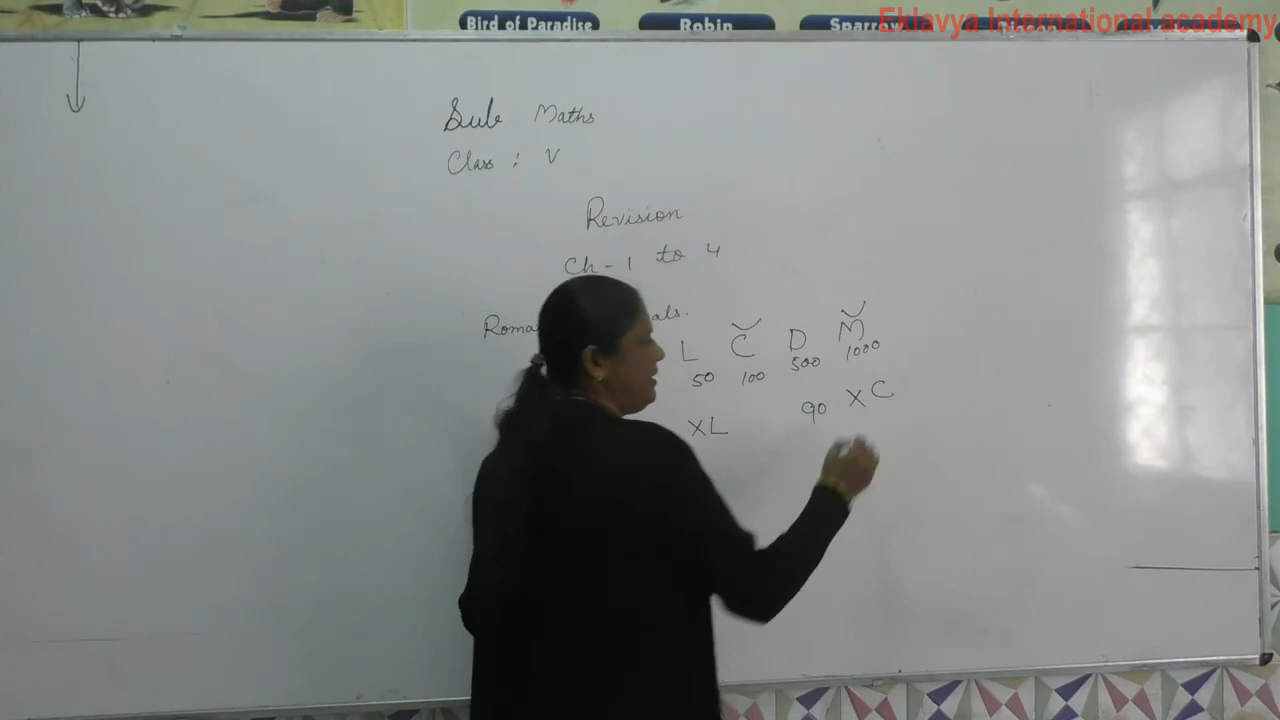 Bird of Paradise Robin Sparrow
Eklavya International academy
Sub Maths
Class : V
Revision
Ch - 1 to 4
L C D M
50 100 500 1000
XL 90 XC